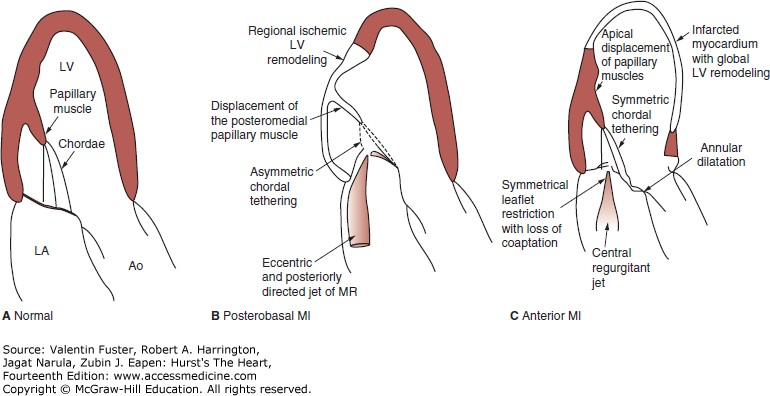 LV
Papillary
muscle
Chordae
LA
Ao
A Normal
Regional ischemic
LV
remodeling
Displacement of
the posteromedial
papillary muscle
Asymmetric
chordal
tethering
Eccentric
and posteriorly
directed jet of MR
B Posterobasal MI
Apical
displacement
of papillary
muscles
Infarcted
myocardium
with global
LV remodeling
Symmetric
chordal
tethering
Annular
dilatation
Symmetrical
leaflet
restriction
with loss of
coaptation
Central
regurgitant
jet
C Anterior MI
Source: Valentin Fuster, Robert A. Harrington,
Jagat Narula, Zubin J. Eapen: Hurst's The Heart,
Fourteenth Edition: www.accessmedicine.com
Copyright © McGraw-Hill Education. All rights reserved.